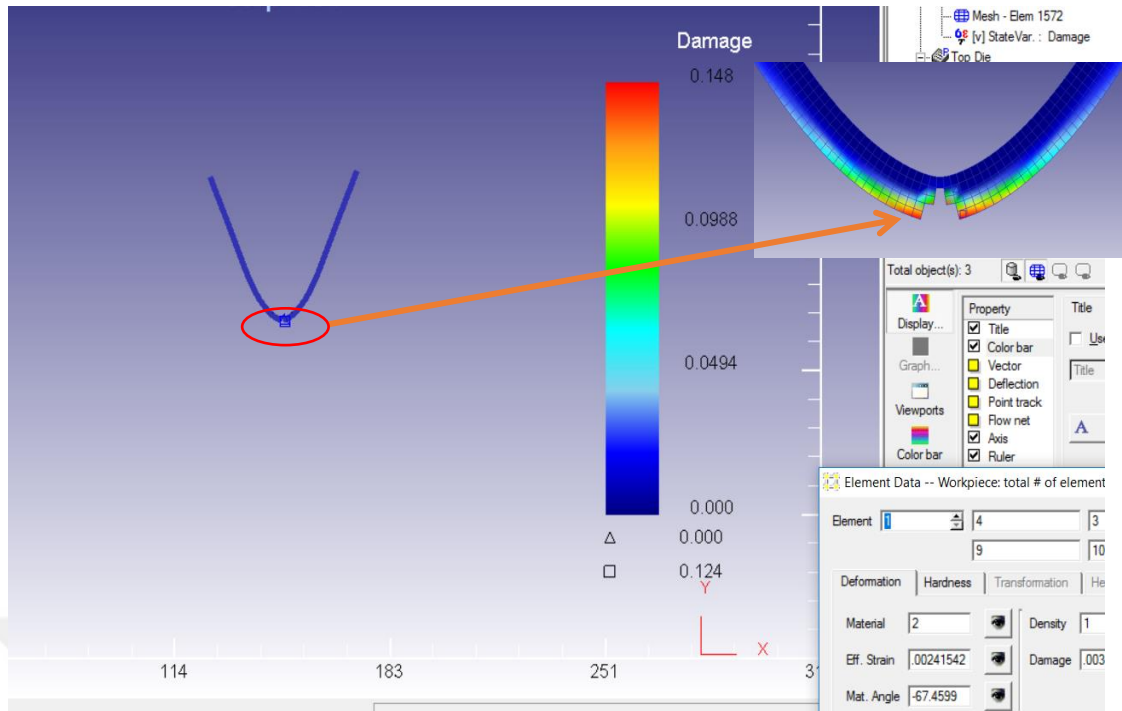 Mesh - Elem 1572
[v] StateVar. : Damage
Top Die
Damage
0.148
0.0988
0.0494
0.000
0.000
0.124
Y
X
114
183
251
Total object(s): 3
Display...
Graph...
Viewports
Color bar
Property
Title
Color bar
Vector
Deflection
Point track
Flow net
Axis
Ruler
Title
Title
A
Element Data -- Workpiece: total # of element
Element 1 4 3
9 10
Deformation Hardness Transformation
Material 2 Density 1
Eff. Strain .00241542 Damage .003
Mat. Angle -67.4599